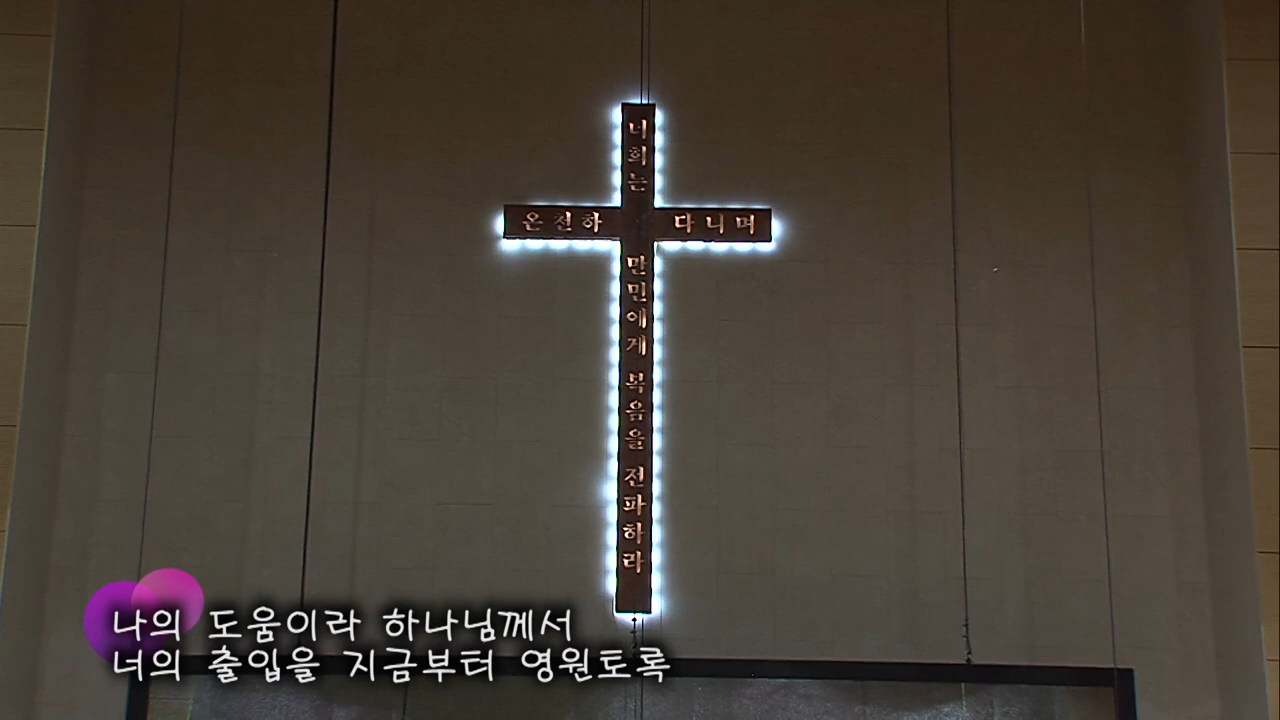 너희는
온천하 다니며
만민에게 복음을 전파하라
나의 도움이라 하나님께서
너의 출입을 지금부터 영원토록